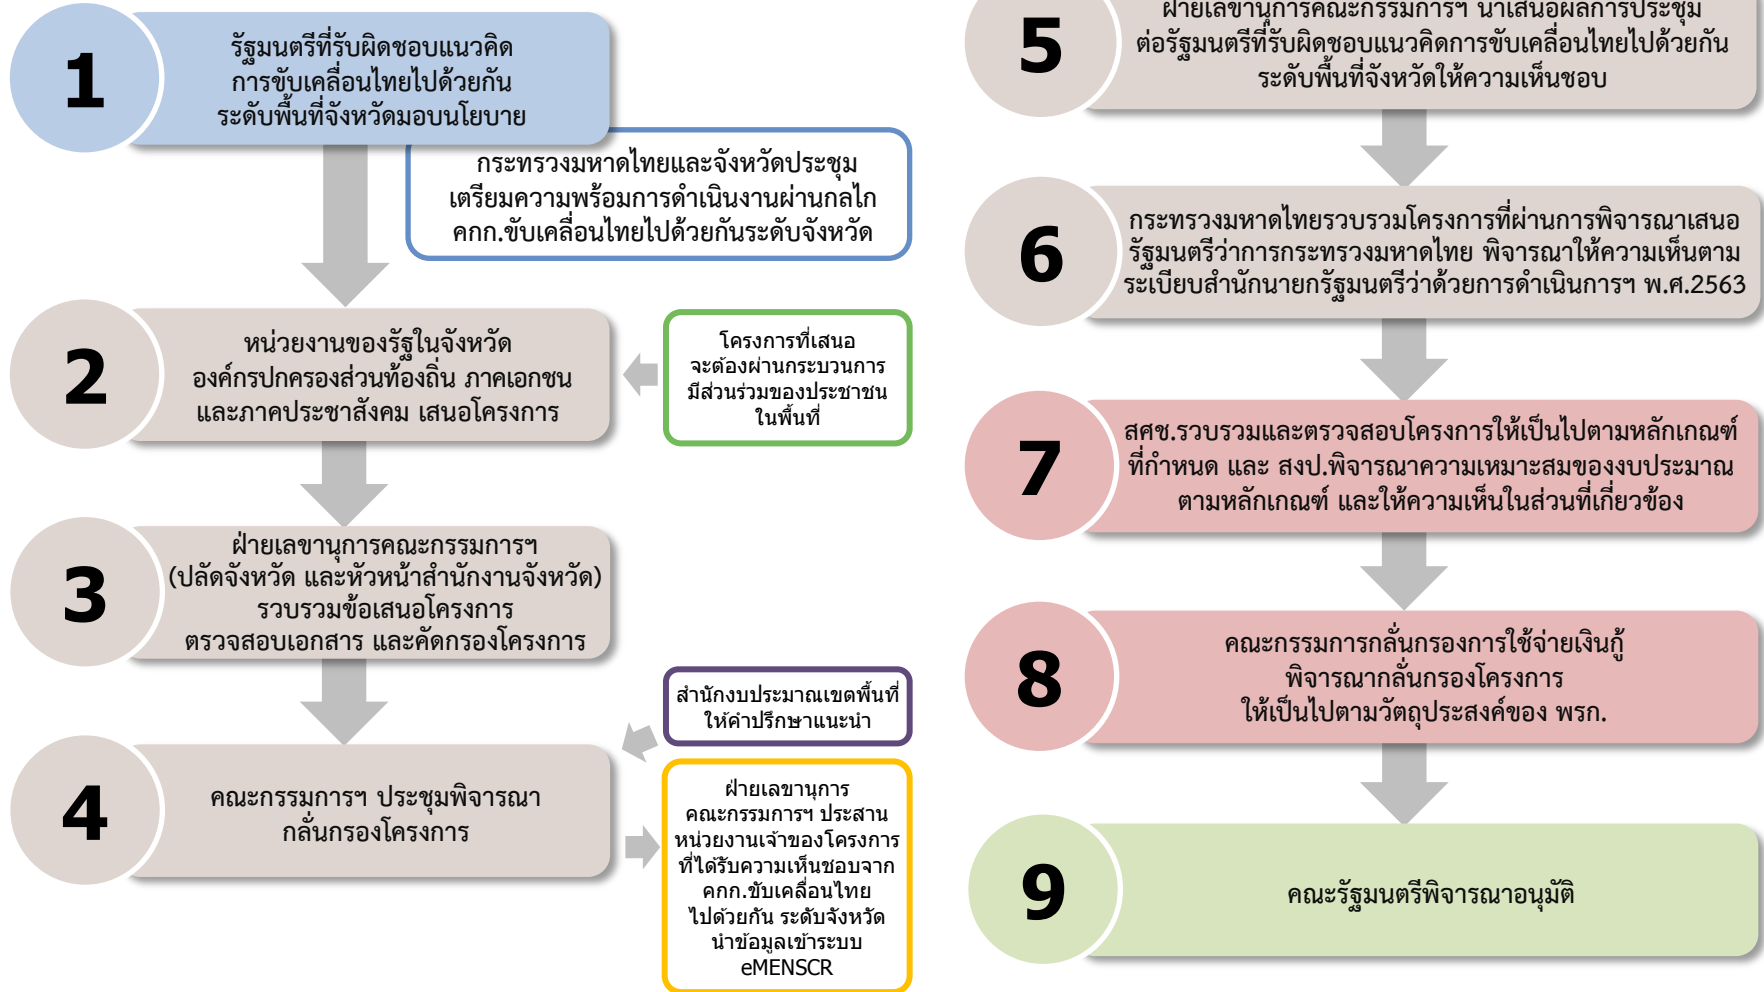 1
รัฐมนตรีที่รับผิดชอบแนวคิด
การขับเคลื่อนไทยไปด้วยกัน
ระดับพื้นที่จังหวัดมอบนโยบาย
กระทรวงมหาดไทยและจังหวัดประชุม
เตรียมความพร้อมการดำเนินงานผ่านกลไก
คกก.ขับเคลื่อนไทยไปด้วยกันระดับจังหวัด
2
หน่วยงานของรัฐในจังหวัด
องค์กรปกครองส่วนท้องถิ่น ภาคเอกชน
และภาคประชาสังคม เสนอโครงการ
โครงการที่เสนอ
จะต้องผ่านกระบวนการ
มีส่วนร่วมของประชาชน
ในพื้นที่
3
ฝ่ายเลขานุการคณะกรรมการฯ
(ปลัดจังหวัด และหัวหน้าสำนักงานจังหวัด)
รวบรวมข้อเสนอโครงการ
ตรวจสอบเอกสาร และคัดกรองโครงการ
สำนักงบประมาณเขตพื้นที่
ให้คำปรึกษาแนะนำ
4
คณะกรรมการฯ ประชุมพิจารณา
กลั่นกรองโครงการ
ฝ่ายเลขานุการ
คณะกรรมการฯ ประสาน
หน่วยงานเจ้าของโครงการ
ที่ได้รับความเห็นชอบจาก
คกก.ขับเคลื่อนไทย
ไปด้วยกัน ระดับจังหวัด
นำข้อมูลเข้าระบบ
eMENSCR
5
ฝ่ายเลขานุการคณะกรรมการฯ นำเสนอผลการประชุม
ต่อรัฐมนตรีที่รับผิดชอบแนวคิดการขับเคลื่อนไทยไปด้วยกัน
ระดับพื้นที่จังหวัดให้ความเห็นชอบ
6
กระทรวงมหาดไทยรวบรวมโครงการที่ผ่านการพิจารณาเสนอ
รัฐมนตรีว่าการกระทรวงมหาดไทย พิจารณาให้ความเห็นตาม
ระเบียบสำนักนายกรัฐมนตรีว่าด้วยการดำเนินการฯ พ.ศ.2563
7
สศช.รวบรวมและตรวจสอบโครงการให้เป็นไปตามหลักเกณฑ์
ที่กำหนด และ สงป.พิจารณาความเหมาะสมของงบประมาณ
ตามหลักเกณฑ์ และให้ความเห็นในส่วนที่เกี่ยวข้อง
8
คณะกรรมการกลั่นกรองการใช้จ่ายเงินกู้
พิจารณากลั่นกรองโครงการ
ให้เป็นไปตามวัตถุประสงค์ของ พรก.
9
คณะรัฐมนตรีพิจารณาอนุมัติ